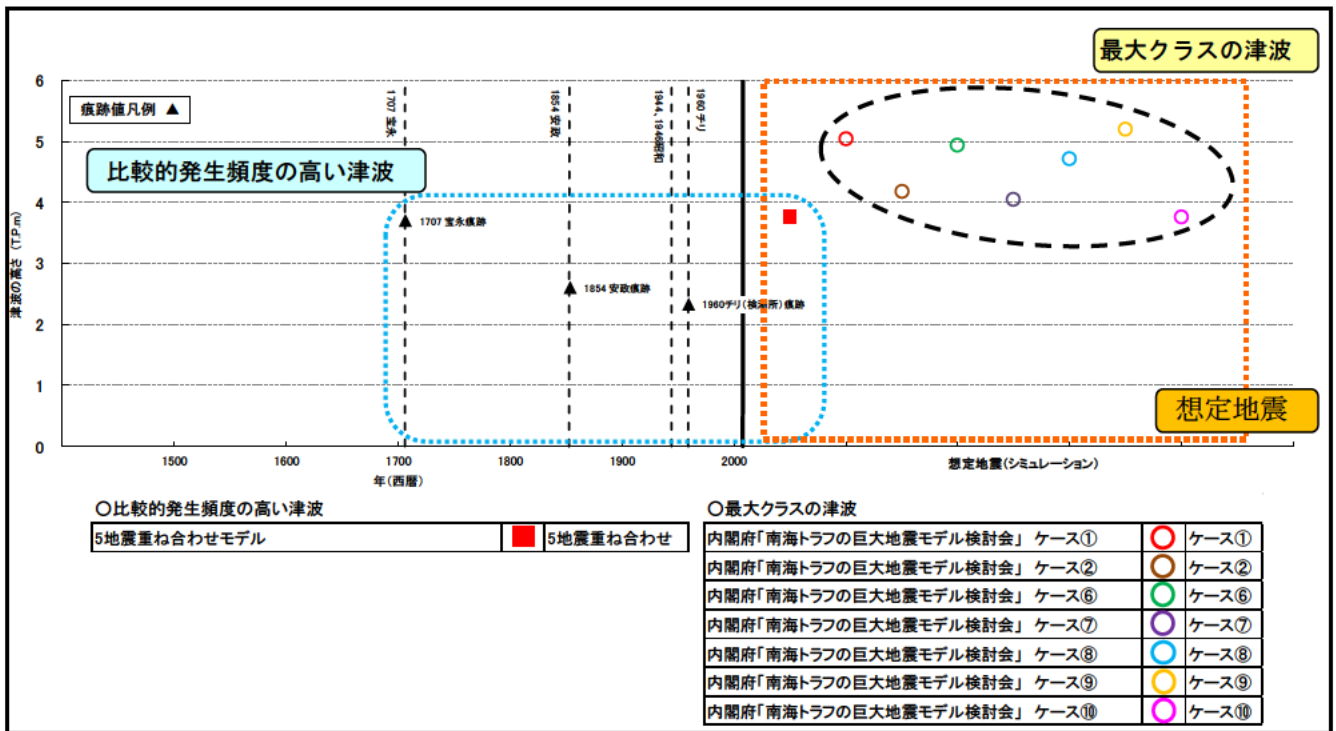 最大クラスの津波
6
5
4
3
2
1
0
津波の高さ (T.P.m)
痕跡値凡例 ▲
1707 宝永
1854 安政
1944、1946昭和
1960 チリ
比較的発生頻度の高い津波
1707 宝永痕跡
1854 安政痕跡
1960チリ(検潮所)痕跡
想定地震
1500
1600
1700
1800
1900
2000
年(西暦)
想定地震(シミュレーション)
〇比較的発生頻度の高い津波
5地震重ね合わせモデル 5地震重ね合わせ
〇最大クラスの津波
内閣府「南海トラフの巨大地震モデル検討会」 ケース① ケース①
内閣府「南海トラフの巨大地震モデル検討会」 ケース② ケース②
内閣府「南海トラフの巨大地震モデル検討会」 ケース⑥ ケース⑥
内閣府「南海トラフの巨大地震モデル検討会」 ケース⑦ ケース⑦
内閣府「南海トラフの巨大地震モデル検討会」 ケース⑧ ケース⑧
内閣府「南海トラフの巨大地震モデル検討会」 ケース⑨ ケース⑨
内閣府「南海トラフの巨大地震モデル検討会」 ケース⑩ ケース⑩